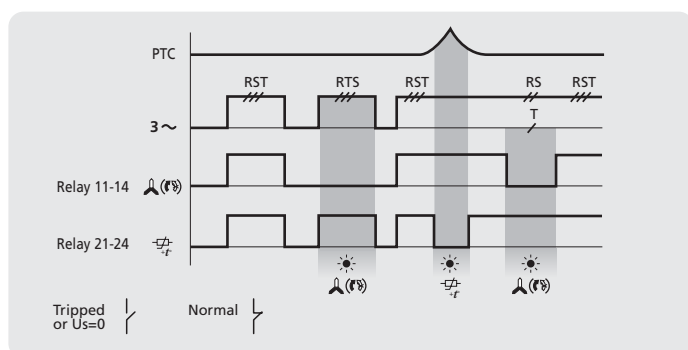 PTC
RST RTS RST RS RST
T
3~
Relay 11-14
Relay 21-24
+t
+t
Tripped
or Us=0
Normal